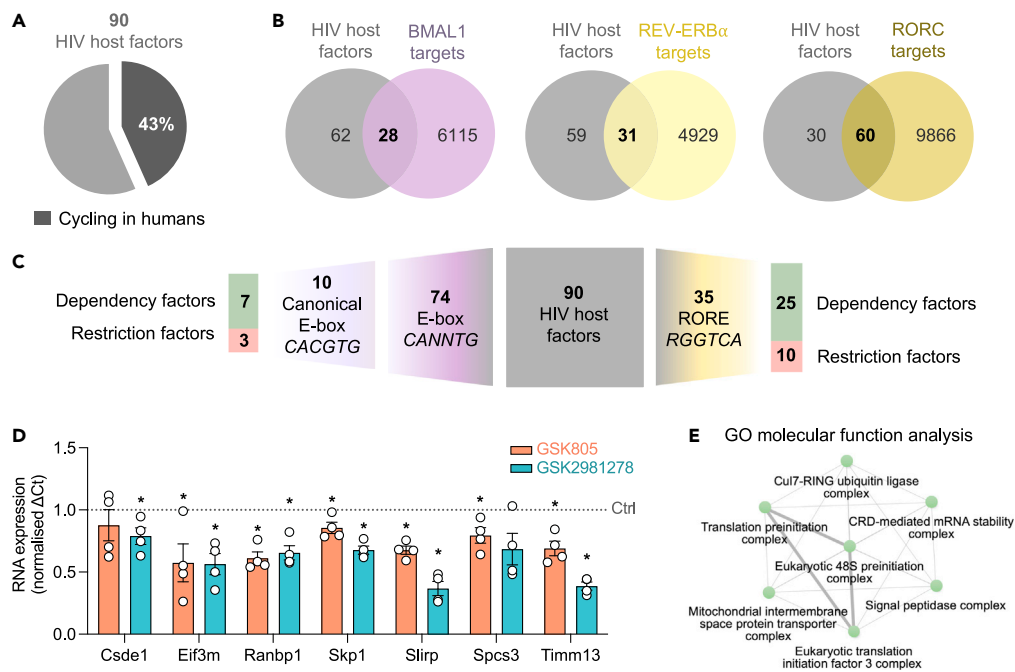 A
90
HIV host factors
43%
Cycling in humans
B
HIV host
factors
BMAL1
targets
62
28
6115
HIV host
factors
REV-ERBα
targets
59
31
4929
HIV host
factors
RORC
targets
30
60
9866
C
Dependency factors
Restriction factors
7
3
10
Canonical
E-box
CACGTG
74
E-box
CANNTG
90
HIV host
factors
35
RORE
RGGTCA
25
10
Dependency factors
Restriction factors
D
RNA expression
(normalised ΔCt)
1.5
1.0
0.5
0.0
GSK805
GSK2981278
Ctrl
* * * * * * * * * * * *
Csde1 Eif3m Ranbp1 Skp1 Slirp Spcs3 Timm13
E
GO molecular function analysis
Cul7-RING ubiquitin ligase
complex
Translation preinitiation
complex
CRD-mediated mRNA stability
complex
Eukaryotic 48S preinitiation
complex
Mitochondrial intermembrane
space protein transporter
complex
Signal peptidase complex
Eukaryotic translation
initiation factor 3 complex